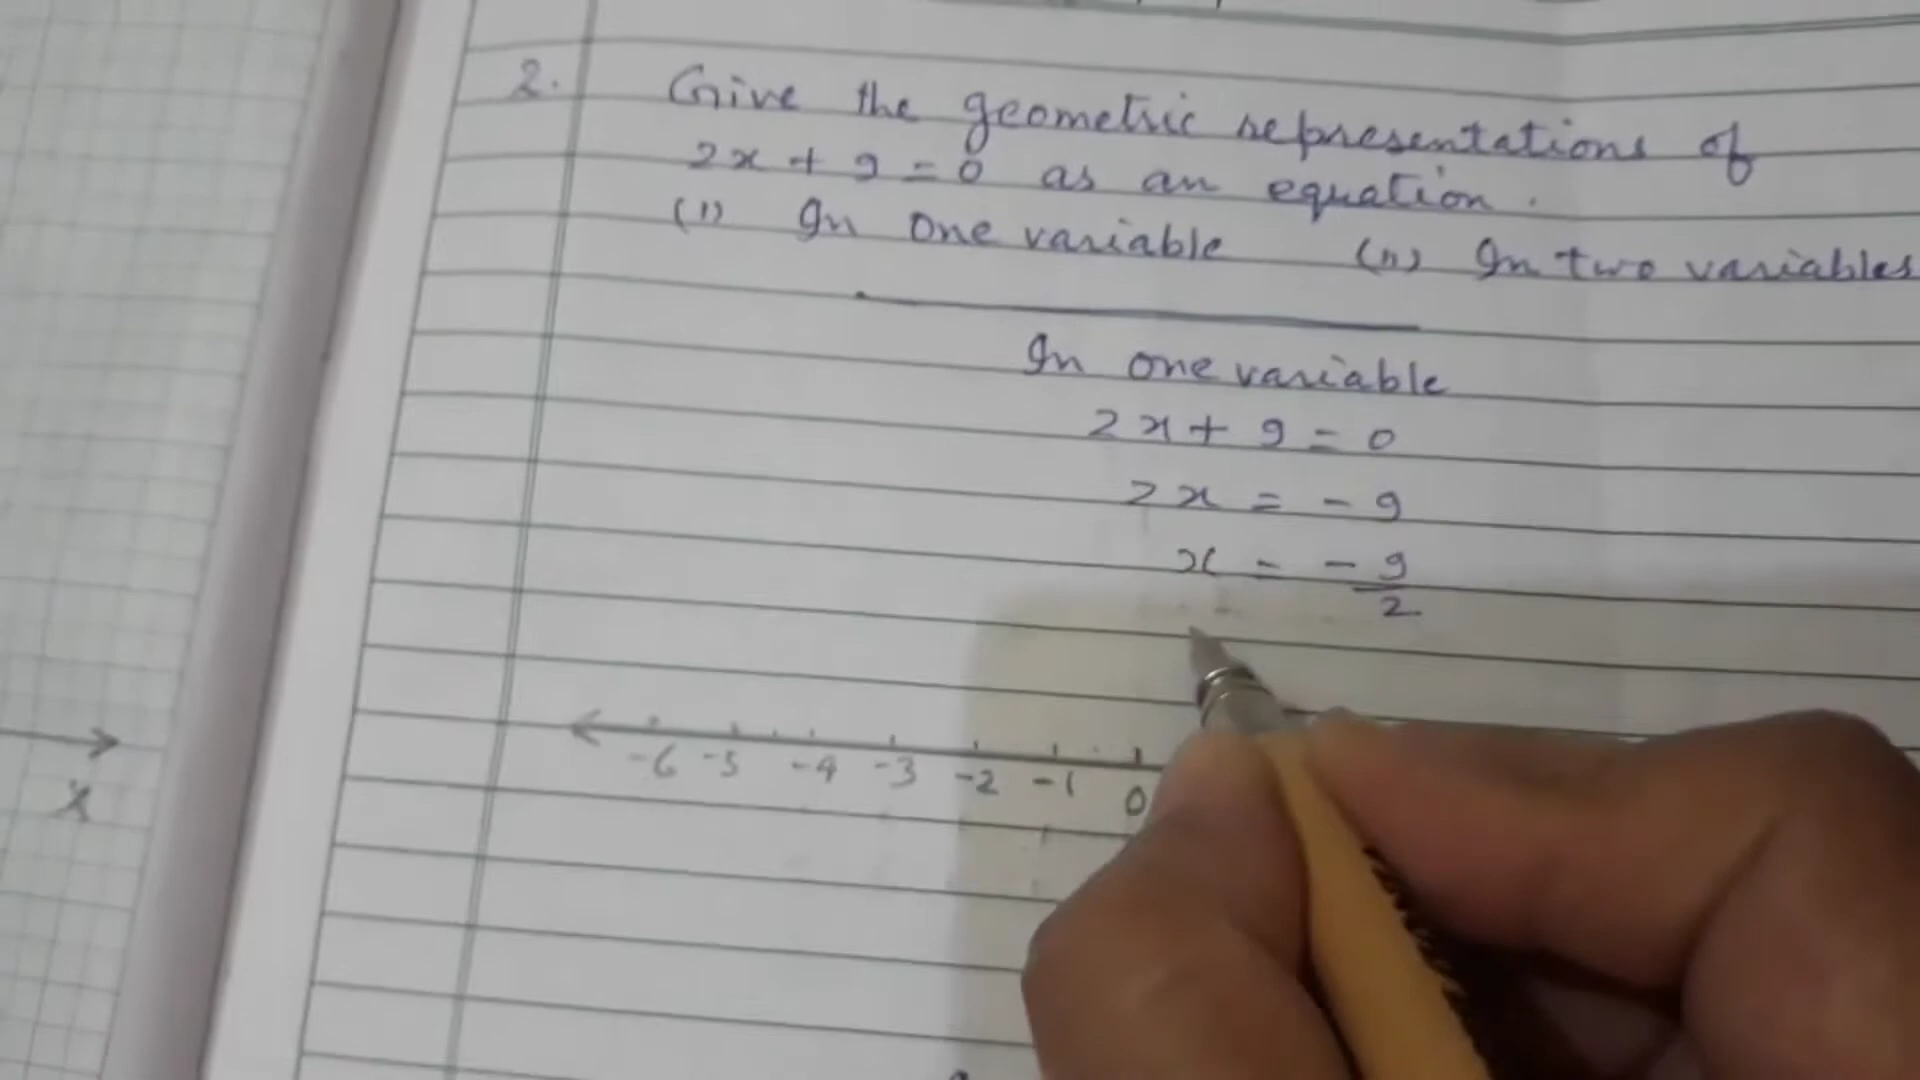 2. Give the geometric representations of
2x + 9 = 0 as an equation.
(i) In one variable (ii) In two variables
In one variable
2x + 9 = 0
2x = - 9
x = - 9/2
-6 -5 -4 -3 -2 -1 0
x